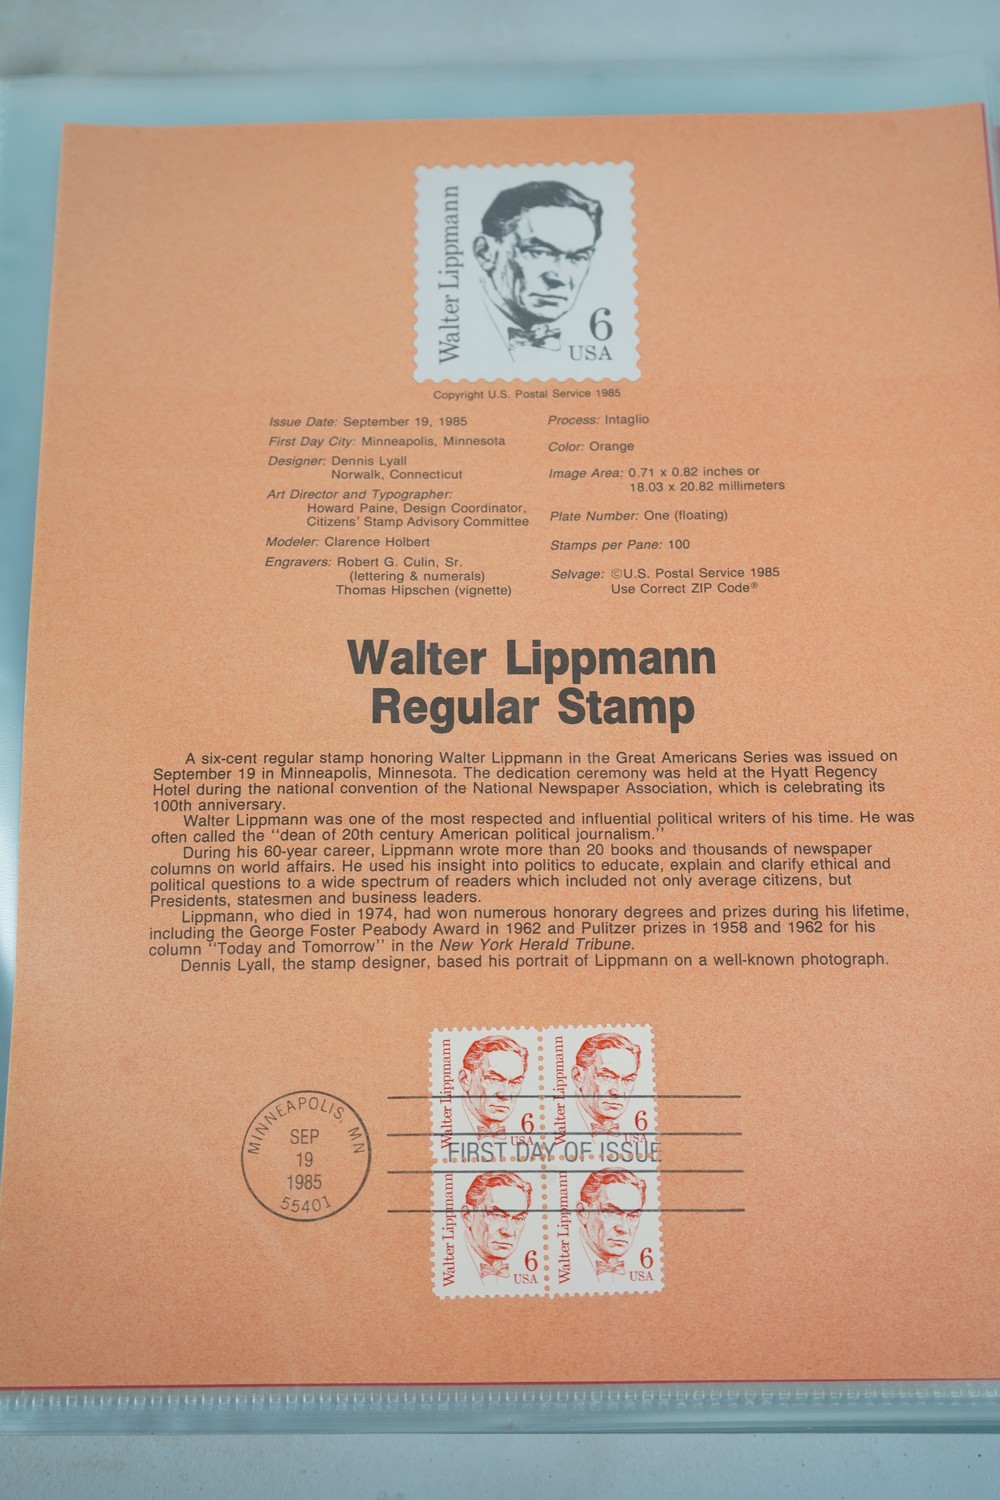 Walter Lippmann
6
USA
Copyright U.S. Postal Service 1985
Issue Date: September 19, 1985
First Day City: Minneapolis, Minnesota
Designer: Dennis Lyall
Norwalk, Connecticut
Art Director and Typographer:
Howard Paine, Design Coordinator,
Citizens' Stamp Advisory Committee
Modeler: Clarence Holbert
Engravers: Robert G. Culin, Sr.
(lettering & numerals)
Thomas Hipschen (vignette)
Process: Intaglio
Color: Orange
Image Area: 0.71 x 0.82 inches or
18.03 x 20.82 millimeters
Plate Number: One (floating)
Stamps per Pane: 100
Selvage: ©U.S. Postal Service 1985
Use Correct ZIP Code®
Walter Lippmann
Regular Stamp
A six-cent regular stamp honoring Walter Lippmann in the Great Americans Series was issued on
September 19 in Minneapolis, Minnesota. The dedication ceremony was held at the Hyatt Regency
Hotel during the national convention of the National Newspaper Association, which is celebrating its
100th anniversary.
Walter Lippmann was one of the most respected and influential political writers of his time. He was
often called the "dean of 20th century American political journalism."
During his 60-year career, Lippmann wrote more than 20 books and thousands of newspaper
columns on world affairs. He used his insight into politics to educate, explain and clarify ethical and
political questions to a wide spectrum of readers which included not only average citizens, but
Presidents, statesmen and business leaders.
Lippmann, who died in 1974, had won numerous honorary degrees and prizes during his lifetime,
including the George Foster Peabody Award in 1962 and Pulitzer prizes in 1958 and 1962 for his
column "Today and Tomorrow" in the New York Herald Tribune.
Dennis Lyall, the stamp designer, based his portrait of Lippmann on a well-known photograph.
Walter Lippmann
6
USA
Walter Lippmann
6
USA
MINNEAPOLIS, MN
SEP
19
1985
55401
FIRST DAY OF ISSUE
Walter Lippmann
6
USA
Walter Lippmann
6
USA